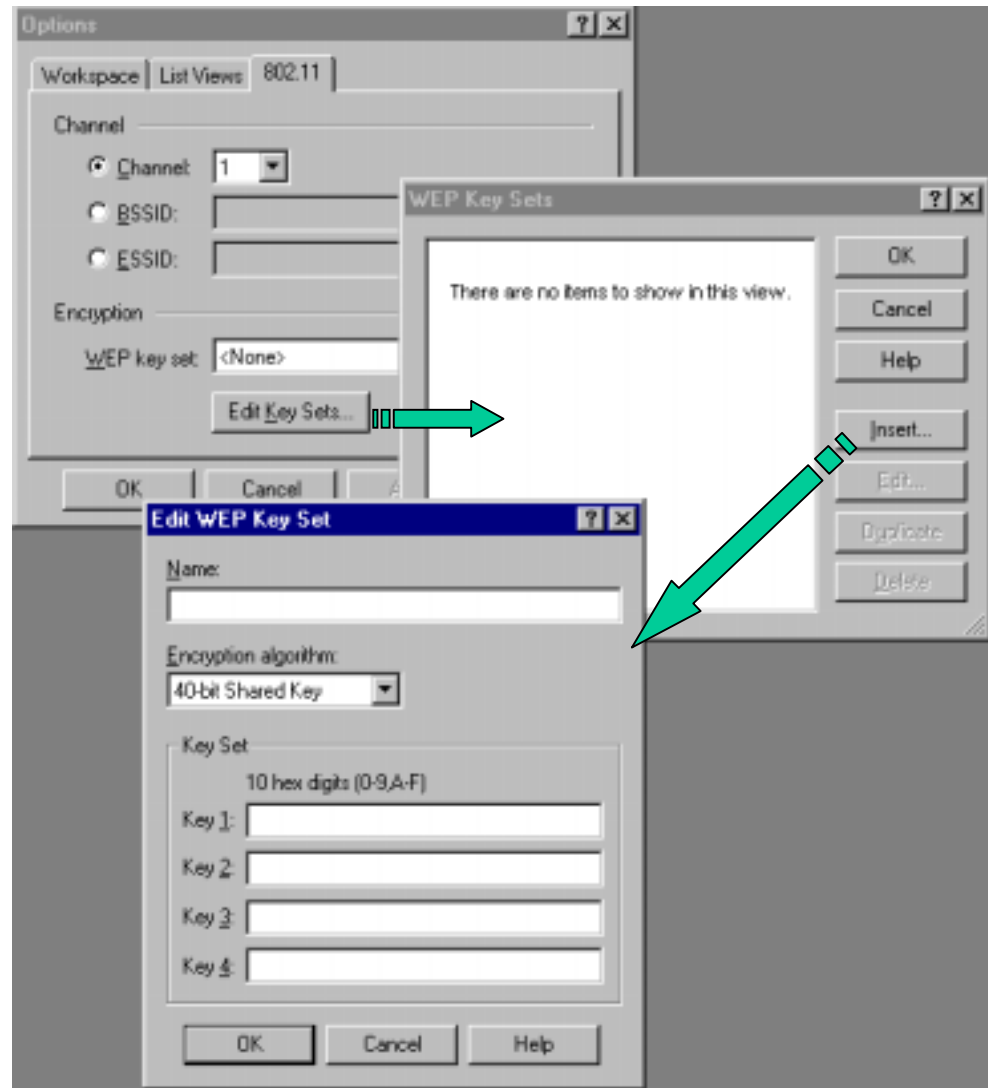 Options
Workspace List Views 802.11
Channel
Channel: 1
BSSID:
ESSID:
Encryption
WEP key set: <None>
Edit Key Sets...
OK Cancel
WEP Key Sets
There are no items to show in this view.
OK
Cancel
Help
Insert...
Edit...
Duplicate
Delete
Edit WEP Key Set
Name:
Encryption algorithm:
40-bit Shared Key
Key Set
10 hex digits (0-9,A-F)
Key 1:
Key 2:
Key 3:
Key 4:
OK Cancel Help